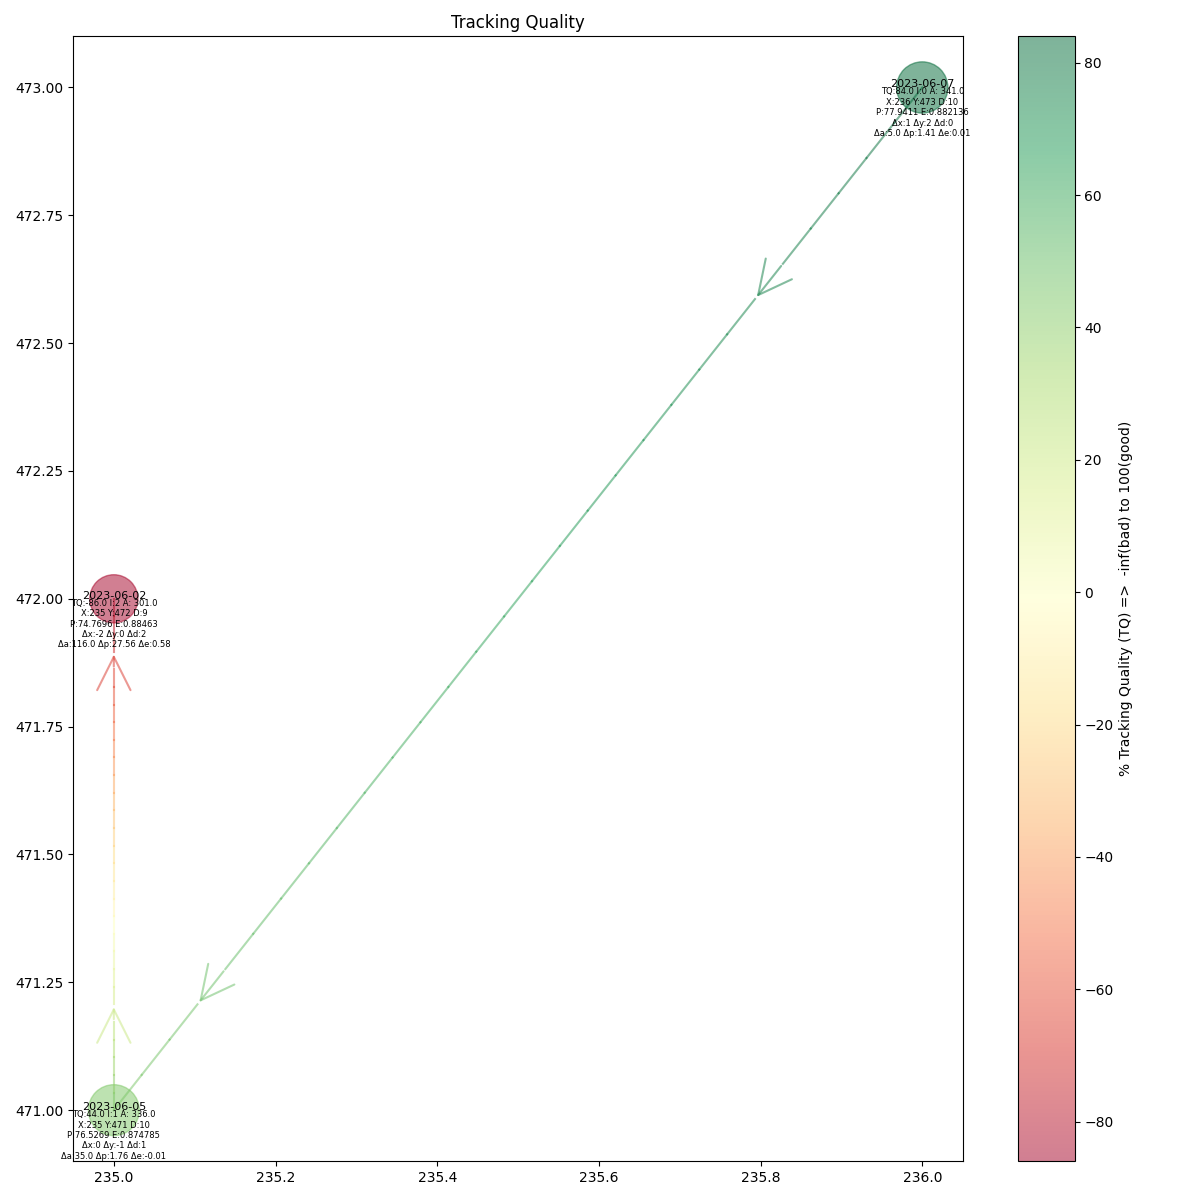 Tracking Quality
473.00
472.75
472.50
472.25
472.00
471.75
471.50
471.25
471.00
2023-06-07
TQ:84.0 I:0 A: 341.0
X:236 Y:473 D:10
P:77.9411 E:0.882136
Δx:1 Δy:2 Δd:0
Δa:5.0 Δp:1.41 Δe:0.01
2023-06-02
TQ:-86.0 I:2 A: 301.0
X:235 Y:472 D:9
P:74.7696 E:0.88463
Δx:-2 Δy:0 Δd:2
Δa:116.0 Δp:27.56 Δe:0.58
2023-06-05
TQ:44.0 I:1 A: 336.0
X:235 Y:471 D:10
P:76.5269 E:0.874785
Δx:0 Δy:-1 Δd:1
Δa:35.0 Δp:1.76 Δe:-0.01
235.0 235.2 235.4 235.6 235.8 236.0
80
60
40
20
0
−20
−40
−60
−80
% Tracking Quality (TQ) => -inf(bad) to 100(good)